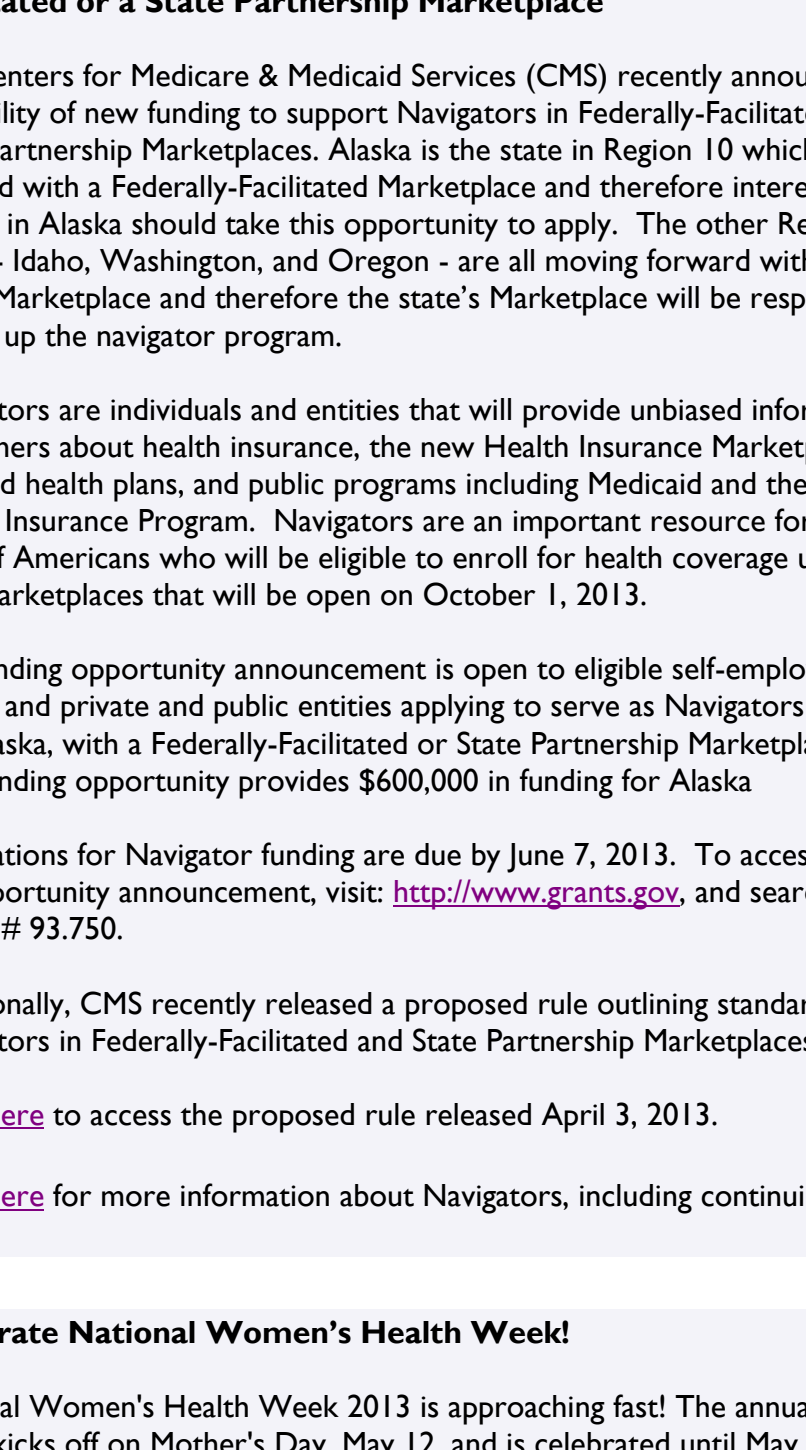 ated or a State Partnership Marketplace
enters for Medicare & Medicaid Services (CMS) recently annou
ility of new funding to support Navigators in Federally-Facilitat
artnership Marketplaces. Alaska is the state in Region 10 which
d with a Federally-Facilitated Marketplace and therefore intere
in Alaska should take this opportunity to apply.  The other Re
- Idaho, Washington, and Oregon - are all moving forward with
Marketplace and therefore the state’s Marketplace will be resp
up the navigator program.
tors are individuals and entities that will provide unbiased infor
ners about health insurance, the new Health Insurance Market
d health plans, and public programs including Medicaid and the
Insurance Program.  Navigators are an important resource for
f Americans who will be eligible to enroll for health coverage u
arketplaces that will be open on October 1, 2013.
nding opportunity announcement is open to eligible self-emplo
and private and public entities applying to serve as Navigators
aska, with a Federally-Facilitated or State Partnership Marketpla
nding opportunity provides $600,000 in funding for Alaska
ations for Navigator funding are due by June 7, 2013.  To acces
portunity announcement, visit: http://www.grants.gov, and sear
# 93.750.
onally, CMS recently released a proposed rule outlining standar
tors in Federally-Facilitated and State Partnership Marketplaces
ere to access the proposed rule released April 3, 2013.
ere for more information about Navigators, including continui
rate National Women’s Health Week!
al Women's Health Week 2013 is approaching fast! The annua
kicks off on Mother's Day, May 12, and is celebrated until May